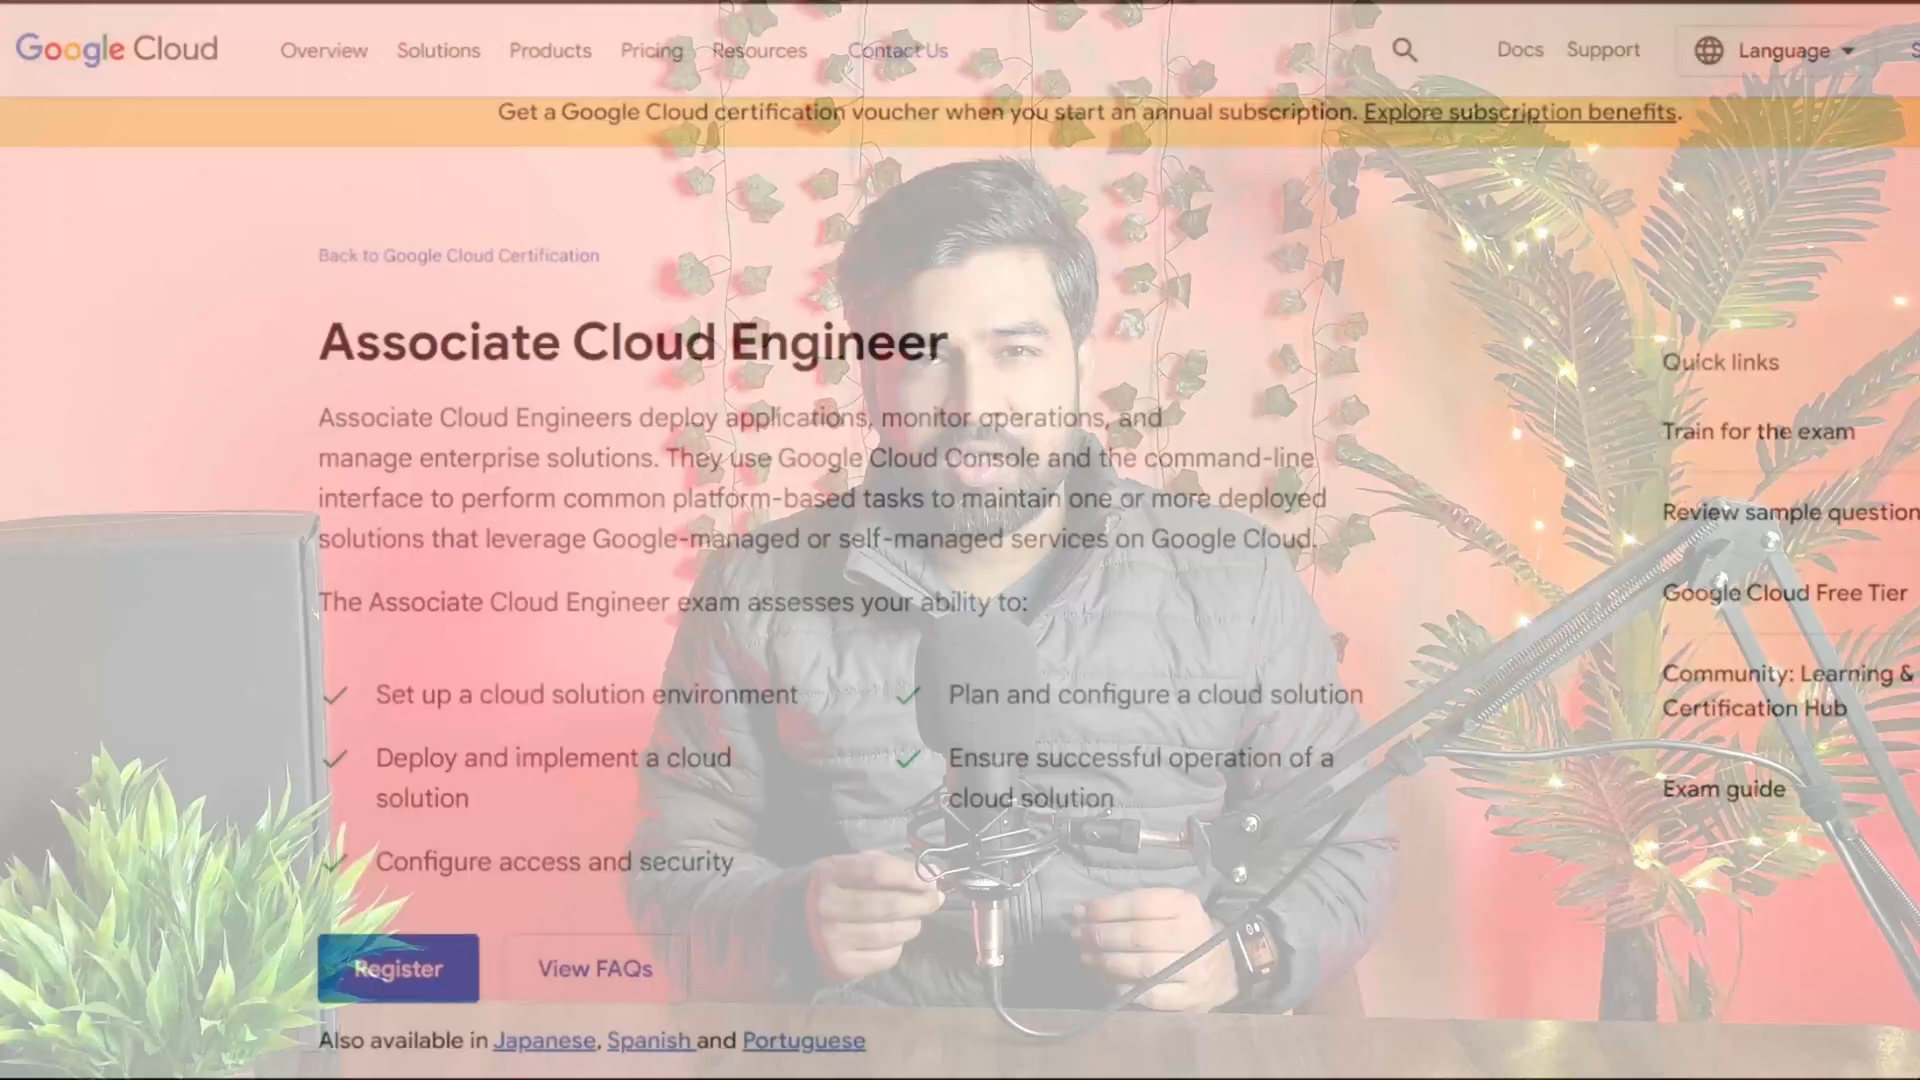 Google Cloud
Overview Solutions Products Pricing Resources Contact Us Docs Support Language
Get a Google Cloud certification voucher when you start an annual subscription. Explore subscription benefits.
Back to Google Cloud Certification
Associate Cloud Engineer
Associate Cloud Engineers deploy applications, monitor operations, and
manage enterprise solutions. They use Google Cloud Console and the command-line
interface to perform common platform-based tasks to maintain one or more deployed
solutions that leverage Google-managed or self-managed services on Google Cloud.
The Associate Cloud Engineer exam assesses your ability to:
Set up a cloud solution environment
Plan and configure a cloud solution
Deploy and implement a cloud
solution
Ensure successful operation of a
cloud solution
Configure access and security
Register
View FAQs
Also available in Japanese, Spanish and Portuguese
Quick links
Train for the exam
Review sample question
Google Cloud Free Tier
Community: Learning &
Certification Hub
Exam guide